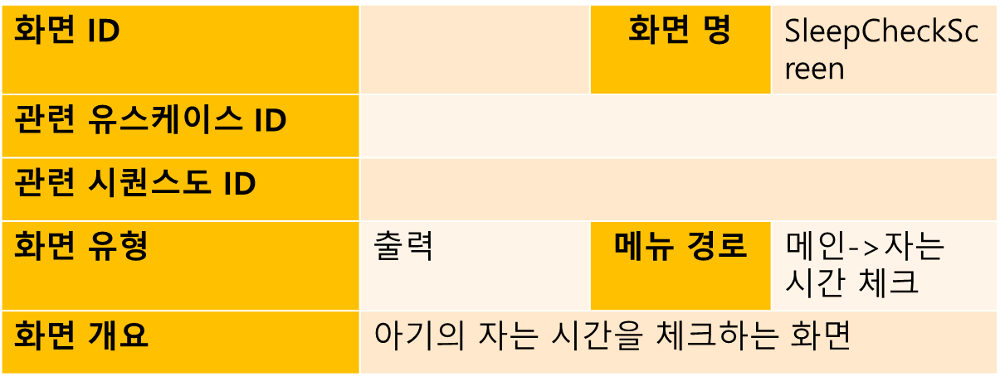 화면 ID 화면 명 SleepCheckSc
reen
관련 유스케이스 ID
관련 시퀀스도 ID
화면 유형 출력 메뉴 경로 메인->자는
시간 체크
화면 개요 아기의 자는 시간을 체크하는 화면